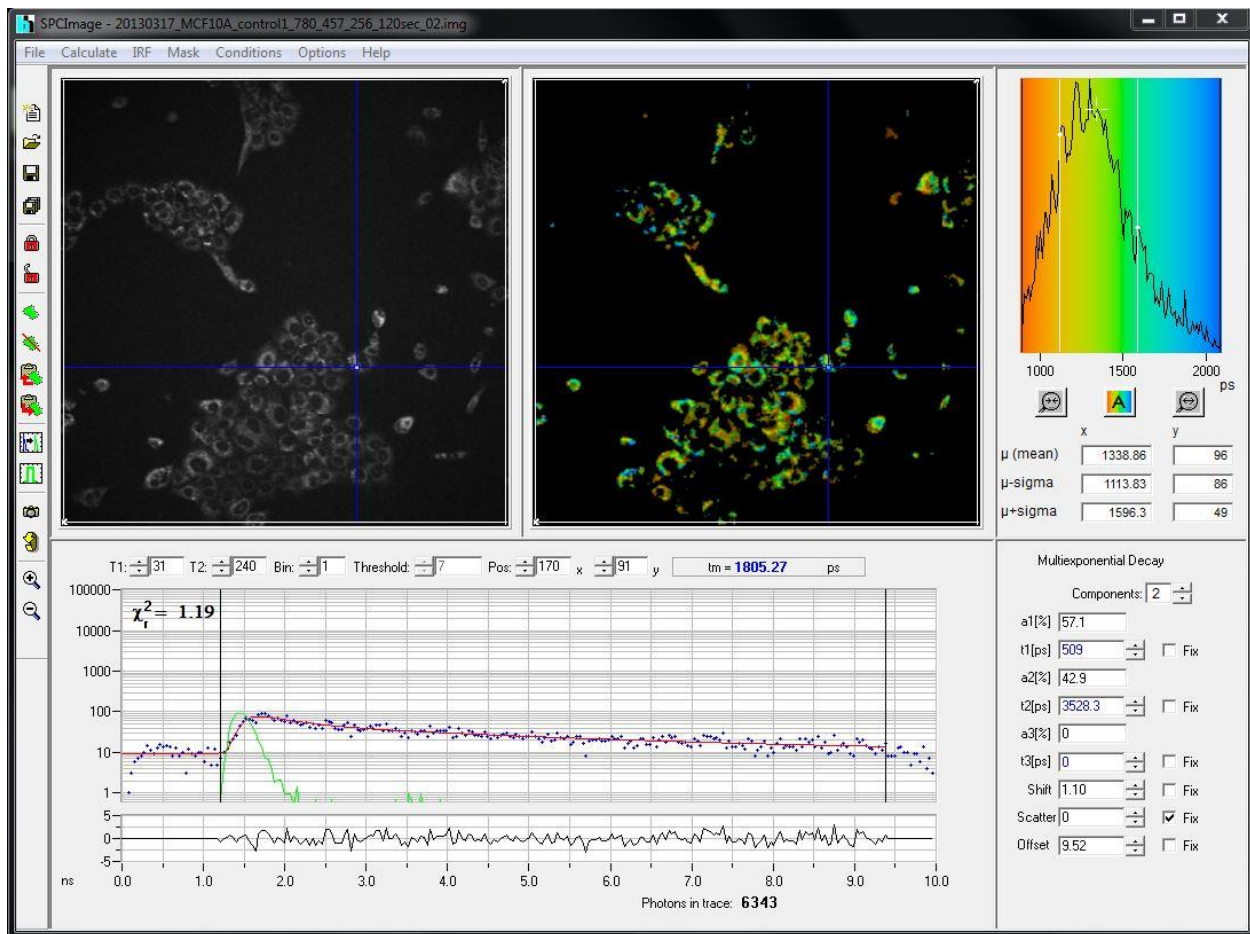 SPCImage - 20130317_MCF10A_control1_780_457_256_120sec_02.img
File Calculate IRF Mask Conditions Options Help
1000 1500 2000
ps
A
x y
μ (mean) 1338.86 96
μ-sigma 1113.83 86
μ+sigma 1596.3 49
T1: 31 T2: 240 Bin: 1 Threshold: 7 Pos: 170 x 91 y tm = 1805.27 ps
100000
χ²r = 1.19
10000
1000
100
10
1
5
0
-5
ns 0.0 1.0 2.0 3.0 4.0 5.0 6.0 7.0 8.0 9.0 10.0
Photons in trace: 6343
Multiexponential Decay
Components: 2
a1[%] 57.1
t1[ps] 509 Fix
a2[%] 42.9
t2[ps] 3528.3 Fix
a3[%] 0
t3[ps] 0 Fix
Shift 1.10 Fix
Scatter 0 Fix
Offset 9.52 Fix